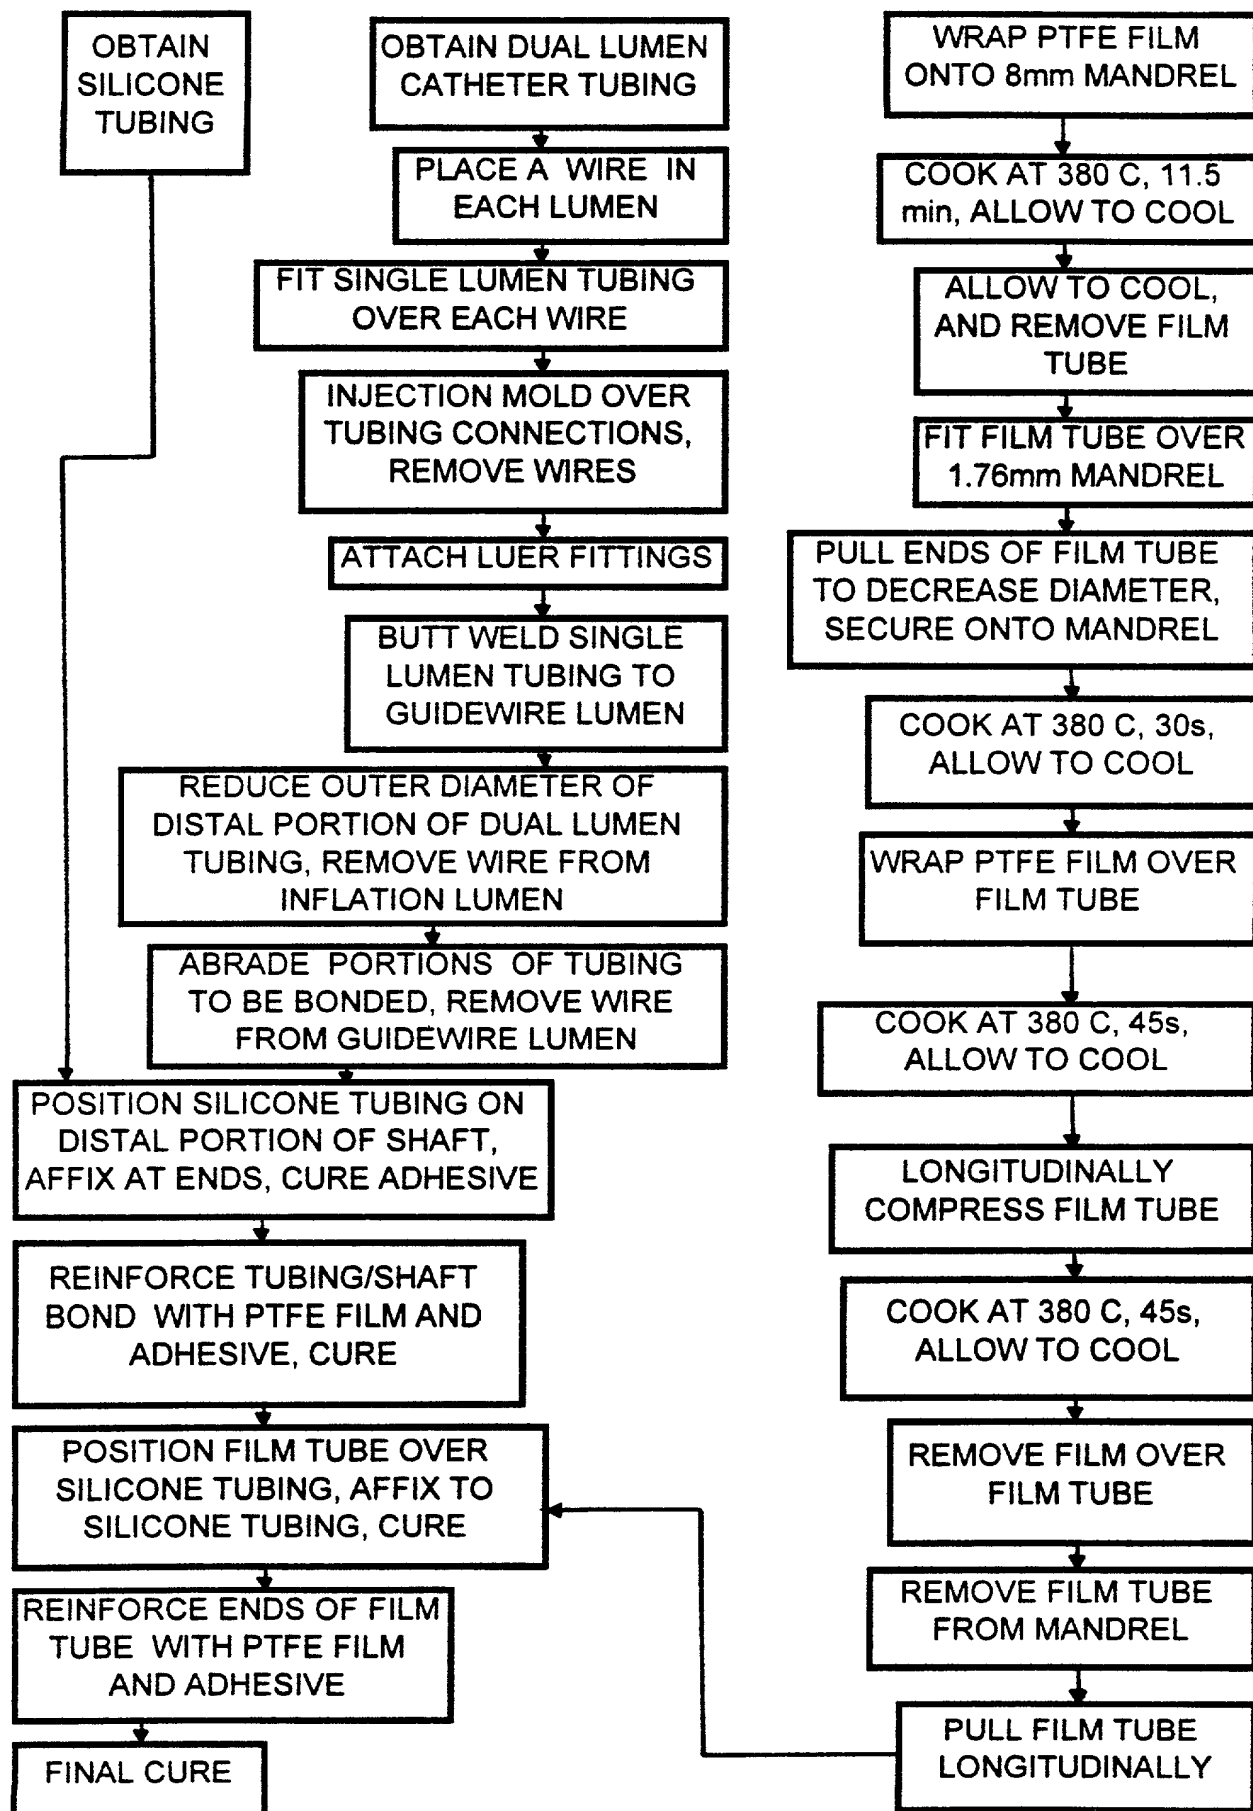 OBTAIN
SILICONE
TUBING
OBTAIN DUAL LUMEN
CATHETER TUBING
PLACE A WIRE IN
EACH LUMEN
FIT SINGLE LUMEN TUBING
OVER EACH WIRE
INJECTION MOLD OVER
TUBING CONNECTIONS,
REMOVE WIRES
ATTACH LUER FITTINGS
BUTT WELD SINGLE
LUMEN TUBING TO
GUIDEWIRE LUMEN
REDUCE OUTER DIAMETER OF
DISTAL PORTION OF DUAL LUMEN
TUBING, REMOVE WIRE FROM
INFLATION LUMEN
ABRADE PORTIONS OF TUBING
TO BE BONDED, REMOVE WIRE
FROM GUIDEWIRE LUMEN
POSITION SILICONE TUBING ON
DISTAL PORTION OF SHAFT,
AFFIX AT ENDS, CURE ADHESIVE
REINFORCE TUBING/SHAFT
BOND WITH PTFE FILM AND
ADHESIVE, CURE
POSITION FILM TUBE OVER
SILICONE TUBING, AFFIX TO
SILICONE TUBING, CURE
REINFORCE ENDS OF FILM
TUBE WITH PTFE FILM
AND ADHESIVE
FINAL CURE
WRAP PTFE FILM
ONTO 8mm MANDREL
COOK AT 380 C, 11.5
min, ALLOW TO COOL
ALLOW TO COOL,
AND REMOVE FILM
TUBE
FIT FILM TUBE OVER
1.76mm MANDREL
PULL ENDS OF FILM TUBE
TO DECREASE DIAMETER,
SECURE ONTO MANDREL
COOK AT 380 C, 30s,
ALLOW TO COOL
WRAP PTFE FILM OVER
FILM TUBE
COOK AT 380 C, 45s,
ALLOW TO COOL
LONGITUDINALLY
COMPRESS FILM TUBE
COOK AT 380 C, 45s,
ALLOW TO COOL
REMOVE FILM OVER
FILM TUBE
REMOVE FILM TUBE
FROM MANDREL
PULL FILM TUBE
LONGITUDINALLY